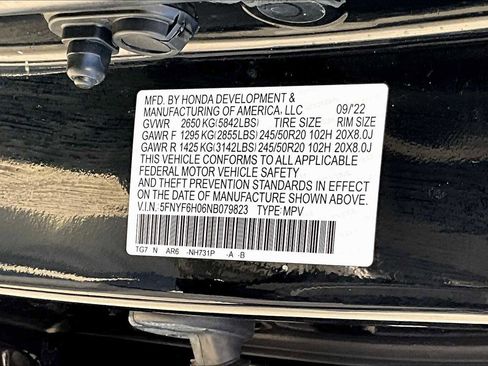 MFD. BY HONDA DEVELOPMENT &
MANUFACTURING OF AMERICA, LLC 09/'22
GVWR 2650 KG (5842LBS) TIRE SIZE RIM SIZE
GAWR F 1295 KG (2855LBS) 245/50R20 102H 20X8.0J
GAWR R 1425 KG (3142LBS) 245/50R20 102H 20X8.0J
THIS VEHICLE CONFORMS TO ALL APPLICABLE
FEDERAL MOTOR VEHICLE SAFETY
AND THEFT PREVENTION STANDARDS IN EFFECT
ON THE DATE OF MANUFACTURE SHOWN ABOVE.
V.I.N. 5FNYF6H06NB079823 TYPE: MPV
TG7 N AR6 -NH731P -A -B